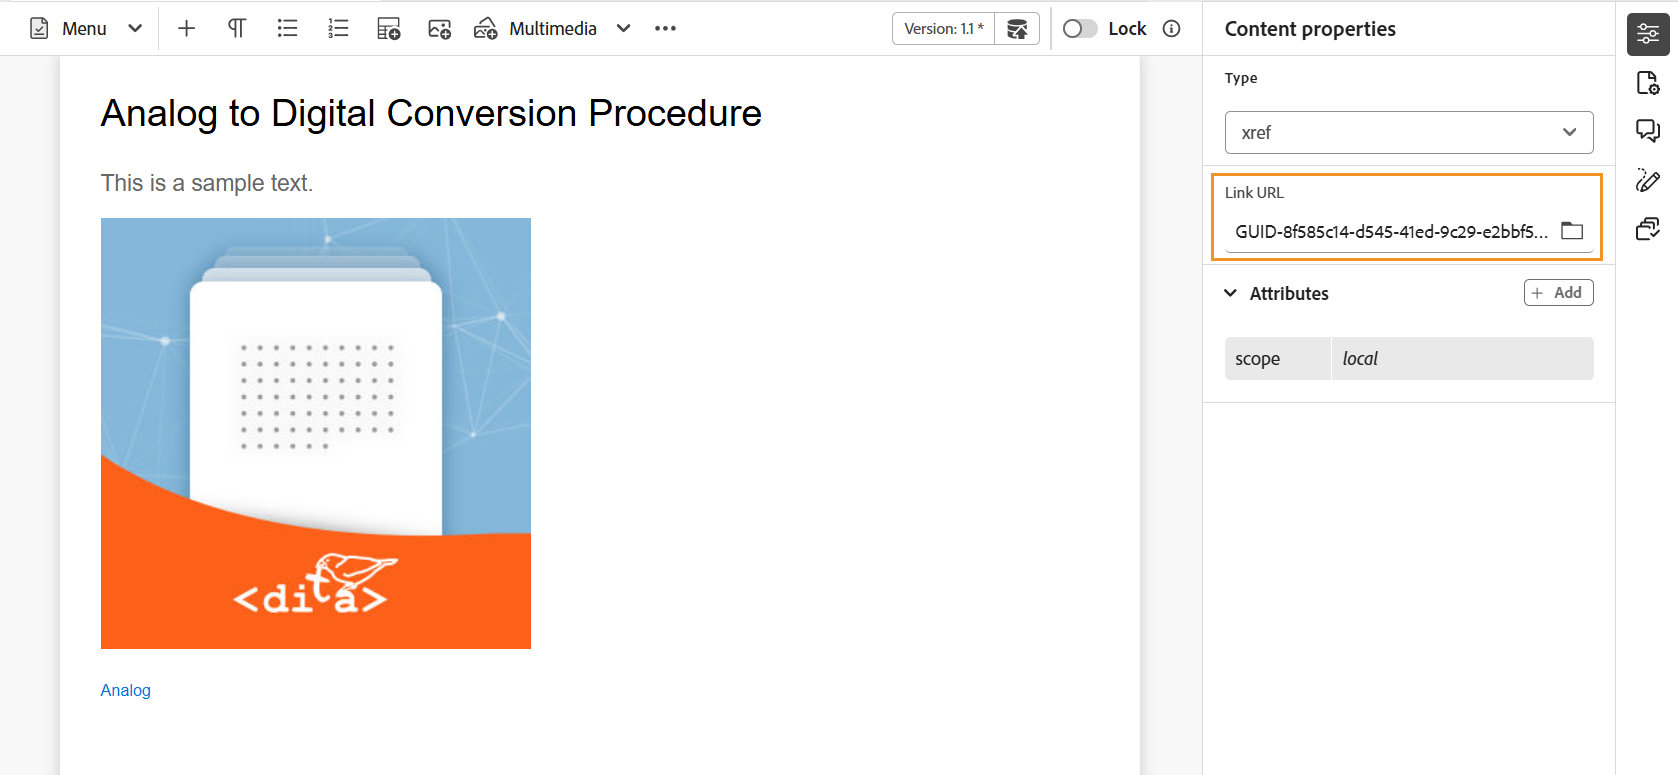 Menu
Multimedia
Version: 1.1 *
Lock
Analog to Digital Conversion Procedure
This is a sample text.
<dita>
Analog
Content properties
Type
xref
Link URL
GUID-8f585c14-d545-41ed-9c29-e2bbf5...
Attributes
+ Add
scope local